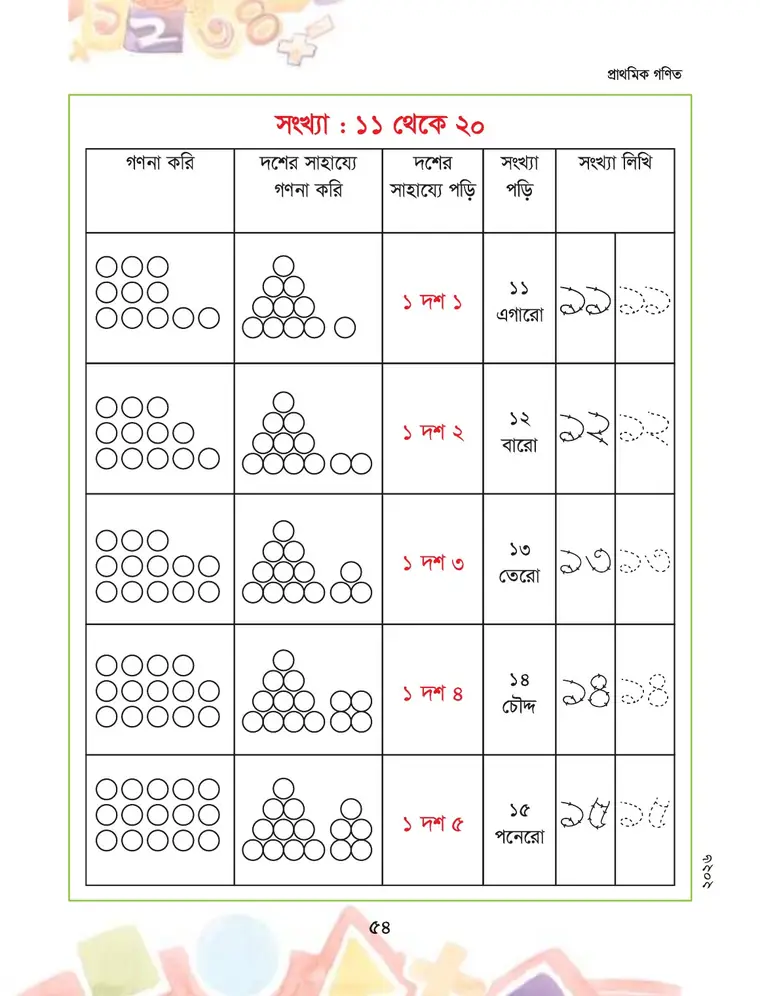 প্রাথমিক গণিত
সংখ্যা : ১১ থেকে ২০
গণনা করি
দশের সাহায্যে
গণনা করি
দশের
সাহায্যে পড়ি
সংখ্যা
পড়ি
সংখ্যা লিখি
১ দশ ১
১১
এগারো
১১ ১১
১ দশ ২
১২
বারো
১২ ১২
১ দশ ৩
১৩
তেরো
১৩ ১৩
১ দশ ৪
১৪
চৌদ্দ
১৪ ১৪
১ দশ ৫
১৫
পনেরো
১৫ ১৫
২০২৬
৫৪